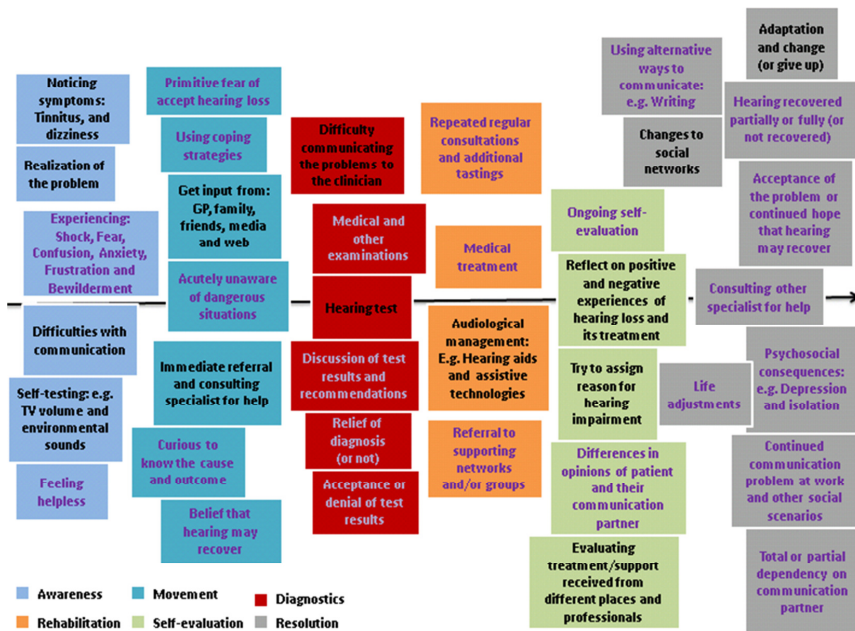 Noticing
symptoms:
Tinnitus, and
dizziness
Realization of
the problem
Experiencing:
Shock, Fear,
Confusion, Anxiety,
Frustration and
Bewilderment
Difficulties with
communication
Self-testing: e.g.
TV volume and
environmental
sounds
Feeling
helpless
Primitive fear of
accept hearing loss
Using coping
strategies
Get input from:
GP, family,
friends, media
and web
Acutely unaware
of dangerous
situations
Immediate referral
and consulting
specialist for help
Curious to
know the cause
and outcome
Belief that
hearing may
recover
Difficulty
communicating
the problems to
the clinician
Medical and
other
examinations
Hearing test
Discussion of test
results and
recommendations
Relief of
diagnosis
(or not)
Acceptance or
denial of test
results
Repeated regular
consultations
and additional
tastings
Medical
treatment
Audiological
management:
E.g. Hearing aids
and assistive
technologies
Referral to
supporting
networks
and/or groups
Ongoing self-
evaluation
Reflect on positive
and negative
experiences of
hearing loss and
its treatment
Try to assign
reason for
hearing
impairment
Differences in
opinions of patient
and their
communication
partner
Evaluating
treatment/support
received from
different places and
professionals
Using alternative
ways to
communicate:
e.g. Writing
Changes to
social
networks
Life
adjustments
Adaptation
and change
(or give up)
Hearing recovered
partially or fully (or
not recovered)
Acceptance of
the problem or
continued hope
that hearing
may recover
Consulting other
specialist for help
Psychosocial
consequences:
e.g. Depression
and isolation
Continued
communication
problem at work
and other social
scenarios
Total or partial
dependency on
communication
partner
Awareness
Movement
Diagnostics
Rehabilitation
Self-evaluation
Resolution